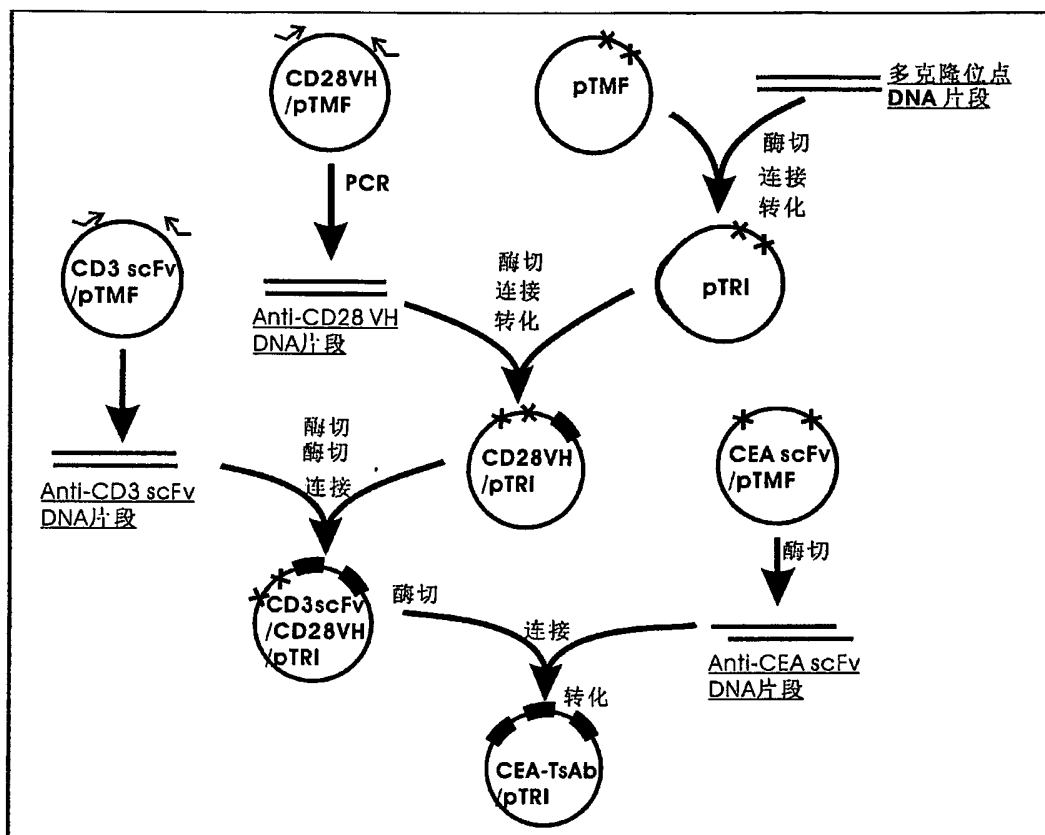 CD28VH
/pTMF
pTMF
多克隆位点
DNA 片段
酶切
连接
转化
PCR
CD3 scFv
/pTMF
pTRI
酶切
连接
转化
Anti-CD28 VH
DNA片段
酶切
酶切
连接
CD28VH
/pTRI
CEA scFv
/pTMF
Anti-CD3 scFv
DNA片段
酶切
CD3scFv
/CD28VH
/pTRI
酶切
连接
Anti-CEA scFv
DNA片段
转化
CEA-TsAb
/pTRI